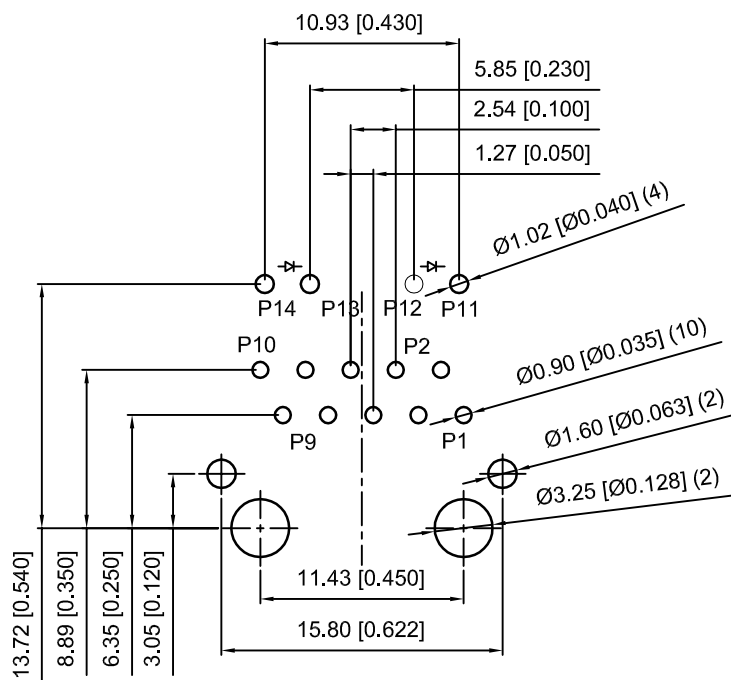 10.93 [0.430]
5.85 [0.230]
2.54 [0.100]
1.27 [0.050]
Ø1.02 [Ø0.040] (4)
P14 P13 P12 P11
P10 P2
Ø0.90 [Ø0.035] (10)
P9 P1
Ø1.60 [Ø0.063] (2)
Ø3.25 [Ø0.128] (2)
13.72 [0.540]
8.89 [0.350]
6.35 [0.250]
3.05 [0.120]
11.43 [0.450]
15.80 [0.622]